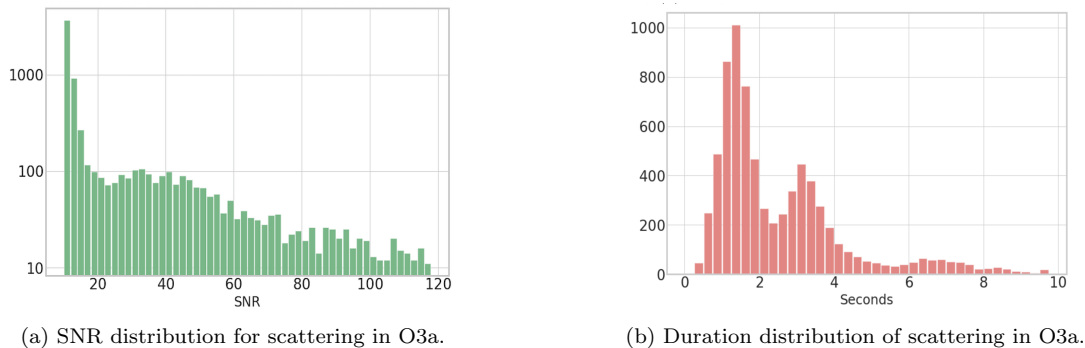 1000
100
10
20 40 60 80 100 120
SNR
(a) SNR distribution for scattering in O3a.
1000
800
600
400
200
0
0 2 4 6 8 10
Seconds
(b) Duration distribution of scattering in O3a.